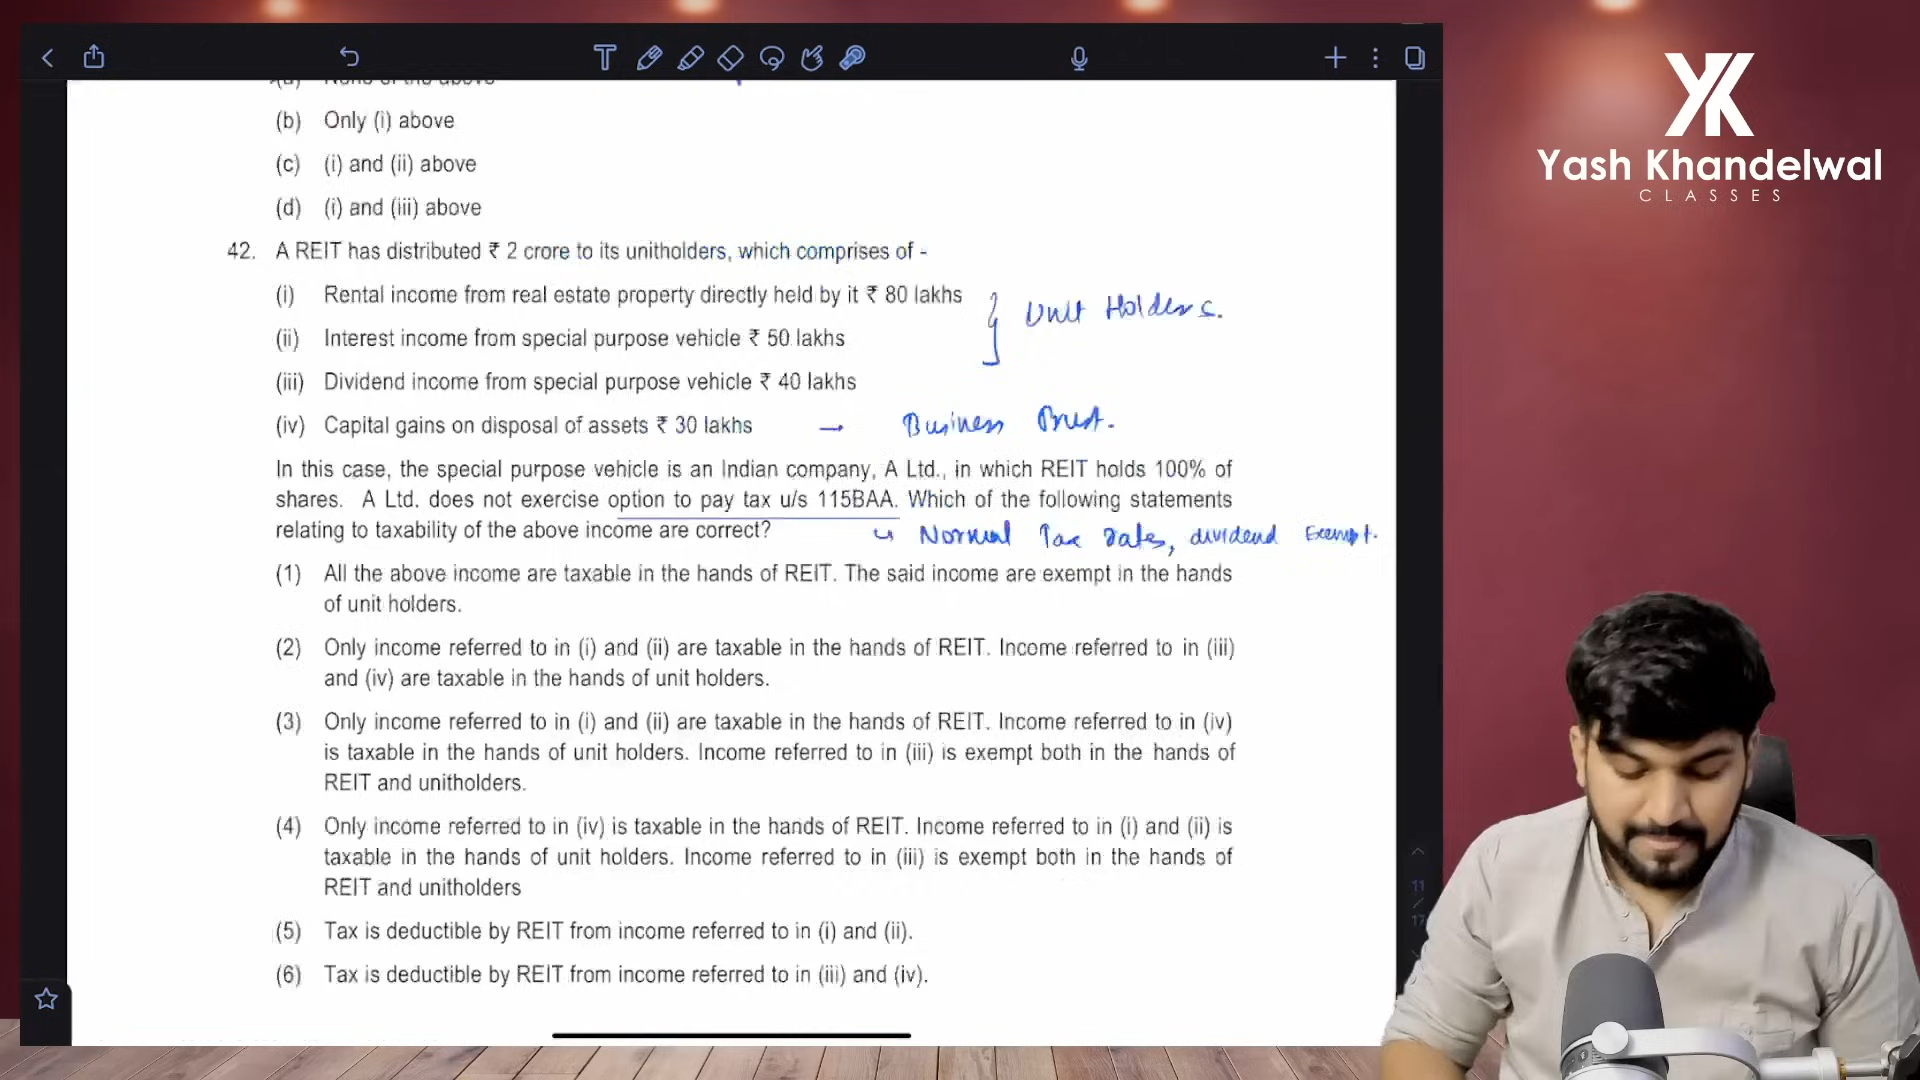 YK
Yash Khandelwal
CLASSES
(a) None of the above
(b) Only (i) above
(c) (i) and (ii) above
(d) (i) and (iii) above
42. A REIT has distributed ₹ 2 crore to its unitholders, which comprises of -
(i) Rental income from real estate property directly held by it ₹ 80 lakhs
Unit Holders.
(ii) Interest income from special purpose vehicle ₹ 50 lakhs
(iii) Dividend income from special purpose vehicle ₹ 40 lakhs
(iv) Capital gains on disposal of assets ₹ 30 lakhs → Business Trust.
In this case, the special purpose vehicle is an Indian company, A Ltd., in which REIT holds 100% of
shares. A Ltd. does not exercise option to pay tax u/s 115BAA. Which of the following statements
relating to taxability of the above income are correct?
↳ Normal Tax rates, dividend Exempt.
(1) All the above income are taxable in the hands of REIT. The said income are exempt in the hands
of unit holders.
(2) Only income referred to in (i) and (ii) are taxable in the hands of REIT. Income referred to in (iii)
and (iv) are taxable in the hands of unit holders.
(3) Only income referred to in (i) and (ii) are taxable in the hands of REIT. Income referred to in (iv)
is taxable in the hands of unit holders. Income referred to in (iii) is exempt both in the hands of
REIT and unitholders.
(4) Only income referred to in (iv) is taxable in the hands of REIT. Income referred to in (i) and (ii) is
taxable in the hands of unit holders. Income referred to in (iii) is exempt both in the hands of
REIT and unitholders
(5) Tax is deductible by REIT from income referred to in (i) and (ii).
(6) Tax is deductible by REIT from income referred to in (iii) and (iv).
11
/
17